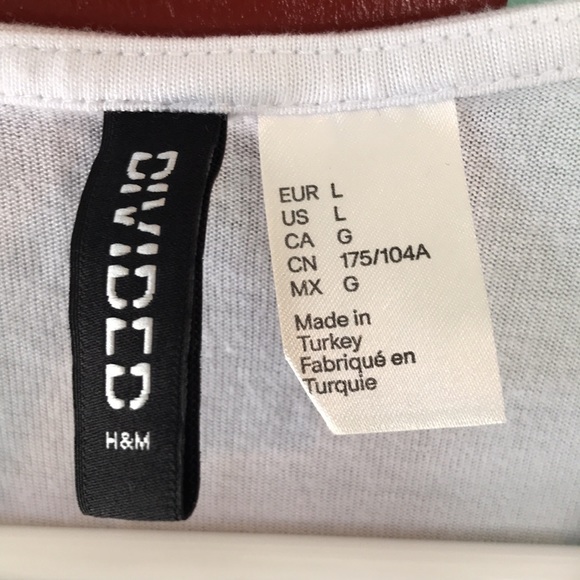 DIVIDED
H&M
EUR L
US L
CA G
CN 175/104A
MX G
Made in
Turkey
Fabriqué en
Turquie